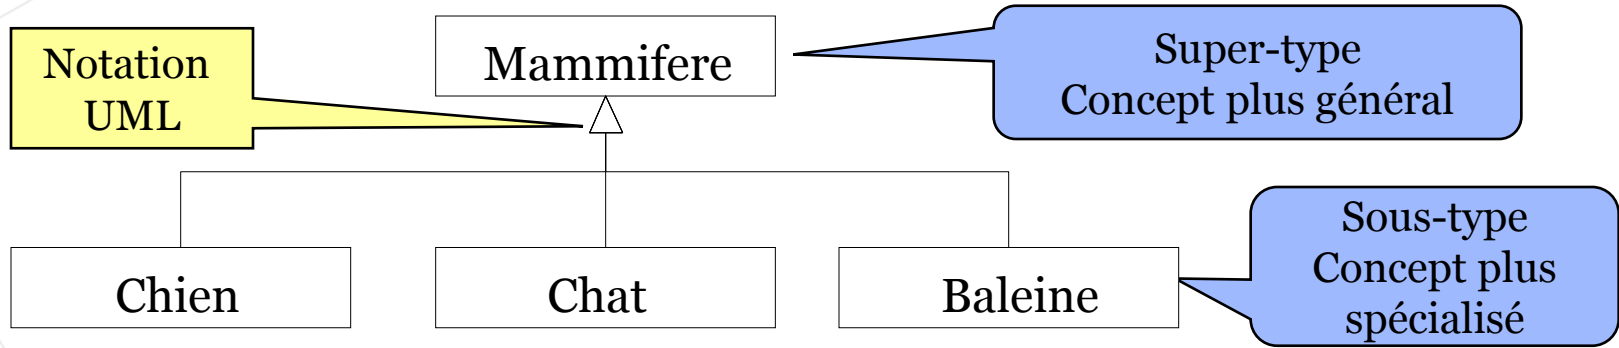 Notation
UML
Mammifere
Super-type
Concept plus général
Chien
Chat
Baleine
Sous-type
Concept plus
spécialisé